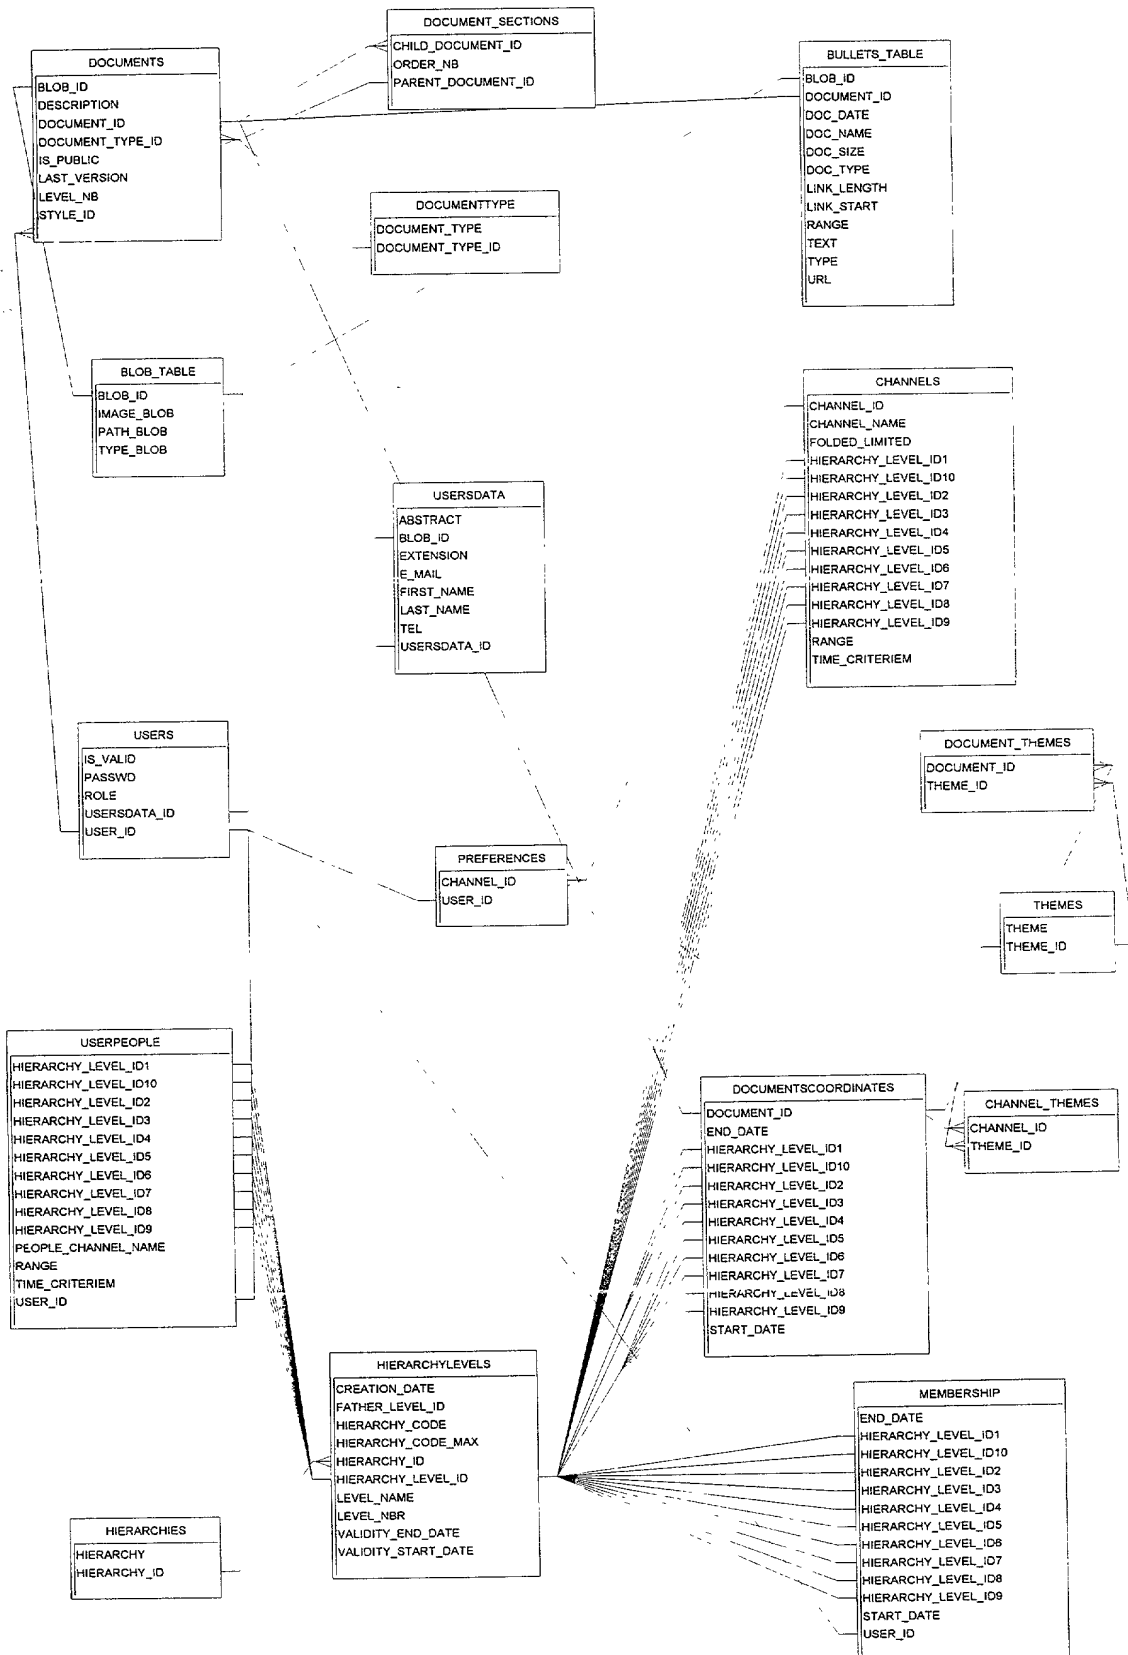 DOCUMENT_SECTIONS
CHILD_DOCUMENT_ID
ORDER_NB
PARENT_DOCUMENT_ID
DOCUMENTS
BLOB_ID
DESCRIPTION
DOCUMENT_ID
DOCUMENT_TYPE_ID
IS_PUBLIC
LAST_VERSION
LEVEL_NB
STYLE_ID
BULLETS_TABLE
BLOB_ID
DOCUMENT_ID
DOC_DATE
DOC_NAME
DOC_SIZE
DOC_TYPE
LINK_LENGTH
LINK_START
RANGE
TEXT
TYPE
URL
DOCUMENTTYPE
DOCUMENT_TYPE
DOCUMENT_TYPE_ID
BLOB_TABLE
BLOB_ID
IMAGE_BLOB
PATH_BLOB
TYPE_BLOB
CHANNELS
CHANNEL_ID
CHANNEL_NAME
FOLDED_LIMITED
HIERARCHY_LEVEL_ID1
HIERARCHY_LEVEL_ID10
HIERARCHY_LEVEL_ID2
HIERARCHY_LEVEL_ID3
HIERARCHY_LEVEL_ID4
HIERARCHY_LEVEL_ID5
HIERARCHY_LEVEL_ID6
HIERARCHY_LEVEL_ID7
HIERARCHY_LEVEL_ID8
HIERARCHY_LEVEL_ID9
RANGE
TIME_CRITERIEM
USERSDATA
ABSTRACT
BLOB_ID
EXTENSION
E_MAIL
FIRST_NAME
LAST_NAME
TEL
USERSDATA_ID
USERS
IS_VALID
PASSWD
ROLE
USERSDATA_ID
USER_ID
DOCUMENT_THEMES
DOCUMENT_ID
THEME_ID
PREFERENCES
CHANNEL_ID
USER_ID
THEMES
THEME
THEME_ID
USERPEOPLE
HIERARCHY_LEVEL_ID1
HIERARCHY_LEVEL_ID10
HIERARCHY_LEVEL_ID2
HIERARCHY_LEVEL_ID3
HIERARCHY_LEVEL_ID4
HIERARCHY_LEVEL_ID5
HIERARCHY_LEVEL_ID6
HIERARCHY_LEVEL_ID7
HIERARCHY_LEVEL_ID8
HIERARCHY_LEVEL_ID9
PEOPLE_CHANNEL_NAME
RANGE
TIME_CRITERIEM
USER_ID
DOCUMENTSCOORDINATES
DOCUMENT_ID
END_DATE
HIERARCHY_LEVEL_ID1
HIERARCHY_LEVEL_ID10
HIERARCHY_LEVEL_ID2
HIERARCHY_LEVEL_ID3
HIERARCHY_LEVEL_ID4
HIERARCHY_LEVEL_ID5
HIERARCHY_LEVEL_ID6
HIERARCHY_LEVEL_ID7
HIERARCHY_LEVEL_ID8
HIERARCHY_LEVEL_ID9
START_DATE
CHANNEL_THEMES
CHANNEL_ID
THEME_ID
HIERARCHYLEVELS
CREATION_DATE
FATHER_LEVEL_ID
HIERARCHY_CODE
HIERARCHY_CODE_MAX
HIERARCHY_ID
HIERARCHY_LEVEL_ID
LEVEL_NAME
LEVEL_NBR
VALIDITY_END_DATE
VALIDITY_START_DATE
MEMBERSHIP
END_DATE
HIERARCHY_LEVEL_ID1
HIERARCHY_LEVEL_ID10
HIERARCHY_LEVEL_ID2
HIERARCHY_LEVEL_ID3
HIERARCHY_LEVEL_ID4
HIERARCHY_LEVEL_ID5
HIERARCHY_LEVEL_ID6
HIERARCHY_LEVEL_ID7
HIERARCHY_LEVEL_ID8
HIERARCHY_LEVEL_ID9
START_DATE
USER_ID
HIERARCHIES
HIERARCHY
HIERARCHY_ID